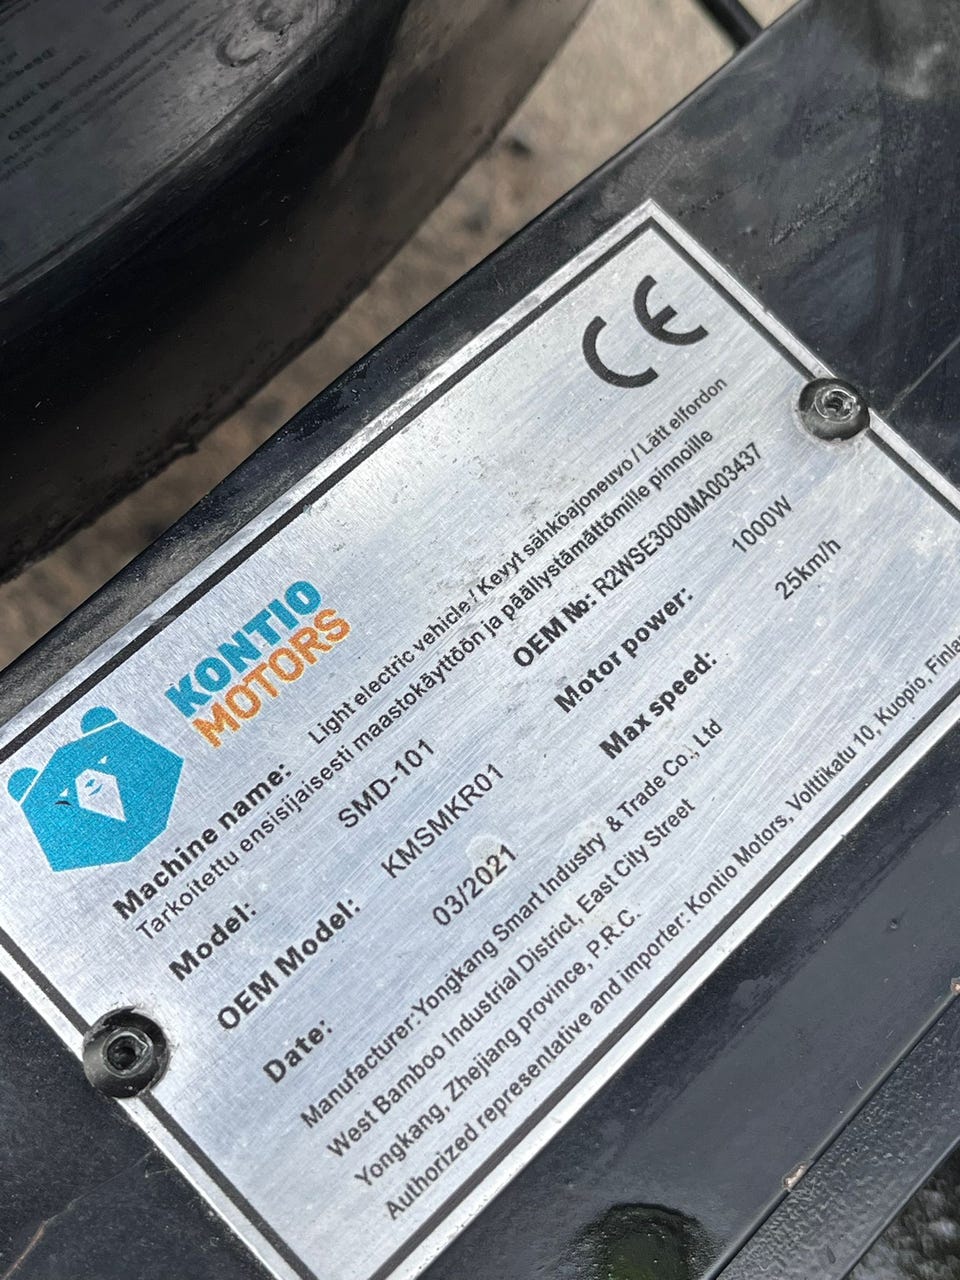 CE
KONTIO
MOTORS
Machine name: Light electric vehicle / Kevyt sähköajoneuvo / Lätt elfordon
Tarkoitettu ensisijaisesti maastokäyttöön ja päällystämättömille pinnoille
Model: SMD-101 OEM №: R2WSE3000MA003437
OEM Model: KMSMKR01 Motor power: 1000W
Date: 03/2021 Max speed: 25km/h
Manufacturer:Yongkang Smart Industry & Trade Co., Ltd
West Bamboo Industrial District, East City Street
Yongkang, Zhejiang province, P.R.C.
Authorized representative and importer: Kontio Motors, Volttikatu 10, Kuopio,